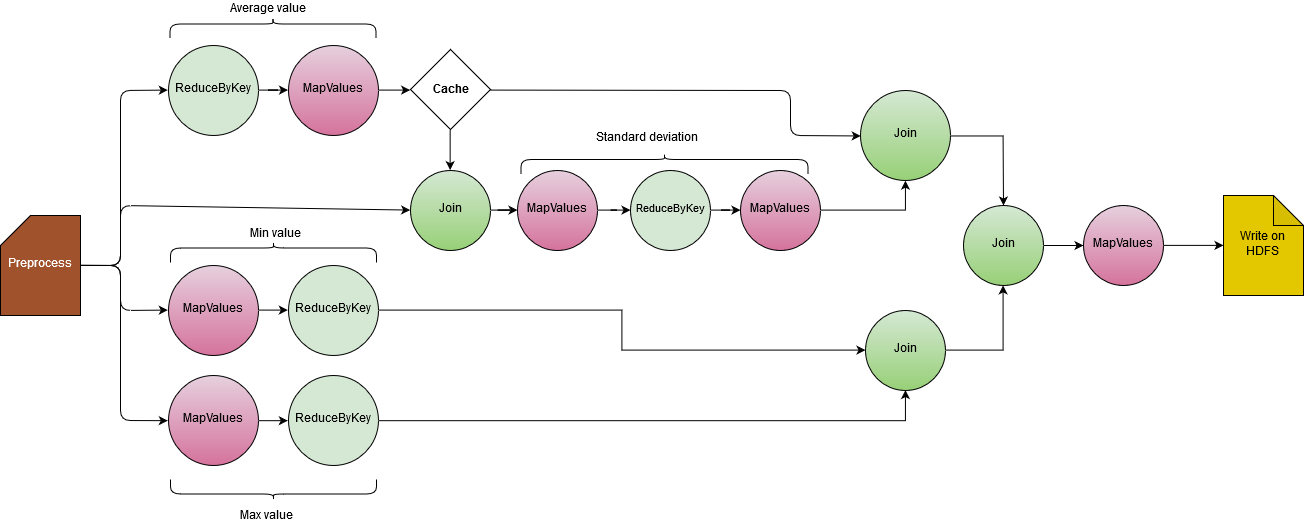 Average value
ReduceByKey
MapValues
Cache
Join
Standard deviation
Join
MapValues
ReduceByKey
MapValues
Preprocess
Min value
Join
MapValues
Write on
HDFS
MapValues
ReduceByKey
Join
MapValues
ReduceByKey
Max value